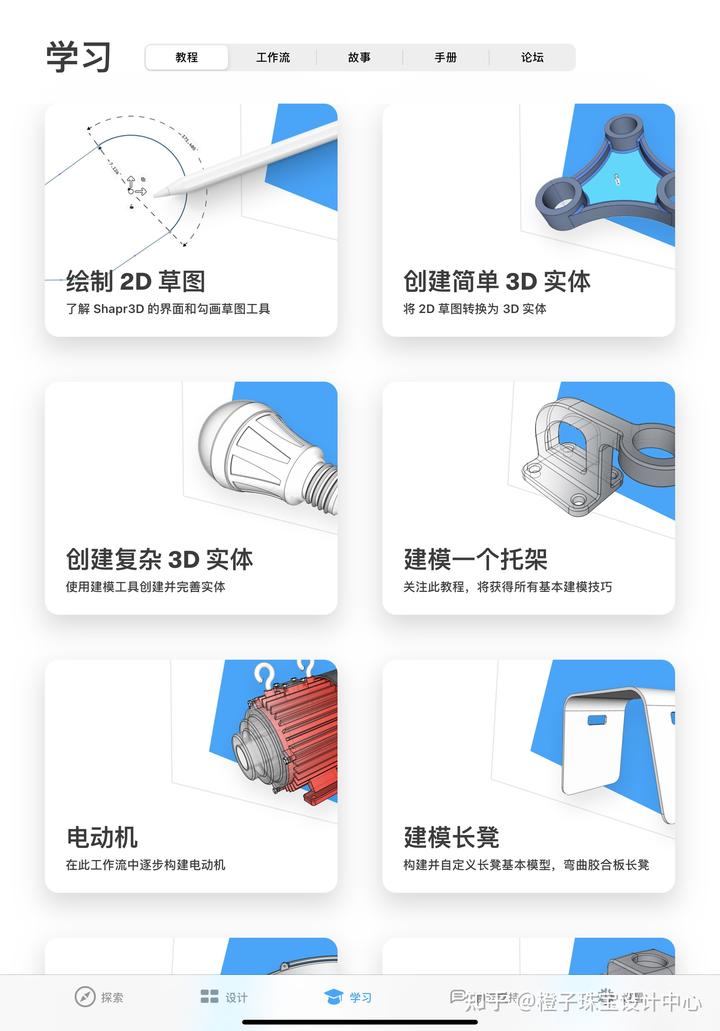 学习
教程
工作流
故事
手册
论坛
绘制 2D 草图
了解 Shapr3D 的界面和勾画草图工具
创建简单 3D 实体
将 2D 草图转换为 3D 实体
创建复杂 3D 实体
使用建模工具创建并完善实体
建模一个托架
关注此教程，将获得所有基本建模技巧
电动机
在此工作流中逐步构建电动机
建模长凳
构建并自定义长凳基本模型，弯曲胶合板长凳
探索
设计
学习
知乎 @橙子珠宝设计中心